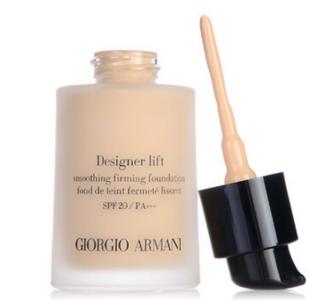 Designer lift
smoothing firming foundation
fond de teint fermeté lissant
SPF 20 / PA+++
GIORGIO ARMANI